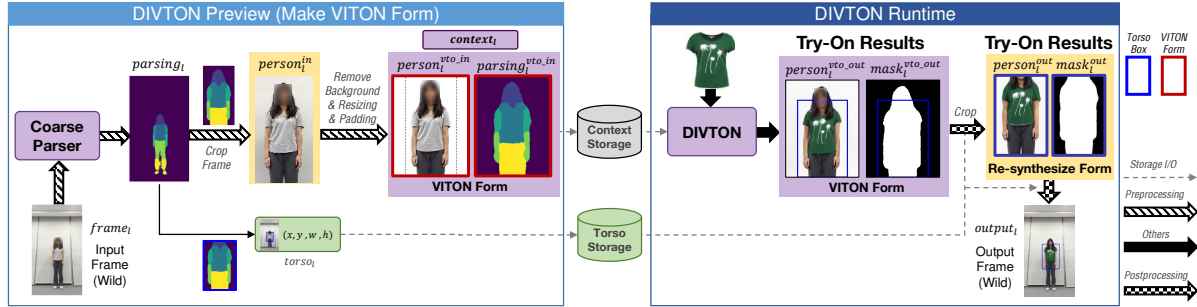 DIVTON Preview (Make VITON Form)
context_l
parsing_l
person_l^in
person_l^vto_in
parsing_l^vto_in
Coarse
Parser
Crop
Frame
Remove
Background
& Resizing
& Padding
VITON Form
frame_l
Input
Frame
(Wild)
(x, y, w, h)
torso_l
Context
Storage
Torso
Storage
DIVTON Runtime
Try-On Results
person_l^vto_out
mask_l^vto_out
DIVTON
VITON Form
Crop
Try-On Results
person_l^out
mask_l^out
Re-synthesize Form
output_l
Output
Frame
(Wild)
Torso
Box
VITON
Form
Storage I/O
Preprocessing
Others
Postprocessing